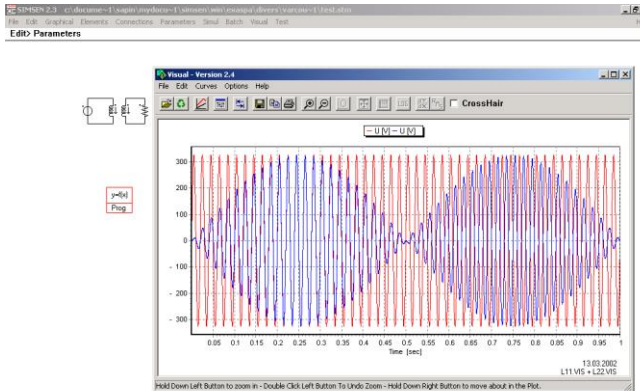 SIMSEN 2.3 c:\docume~1\sapin\mydocu~1\simsen\win\exaspa\divers\varcou~1\test.stm
File Edit Graphical Elements Connections Parameters Simul Batch Visual Test
Edit> Parameters
Visual - Version 2.4
File Edit Curves Options Help
CrossHair
U [V] U [V]
300
200
100
0
- 100
- 200
- 300
0.05 0.1 0.15 0.2 0.25 0.3 0.35 0.4 0.45 0.5 0.55 0.6 0.65 0.7 0.75 0.8 0.85 0.9 0.95 1
Time [sec]
13.03.2002
L11.VIS + L22.VIS
Hold Down Left Button to zoom in - Double Click Left Button To Undo Zoom - Hold Down Right Button to move about in the Plot.
y=f(x)
Prog